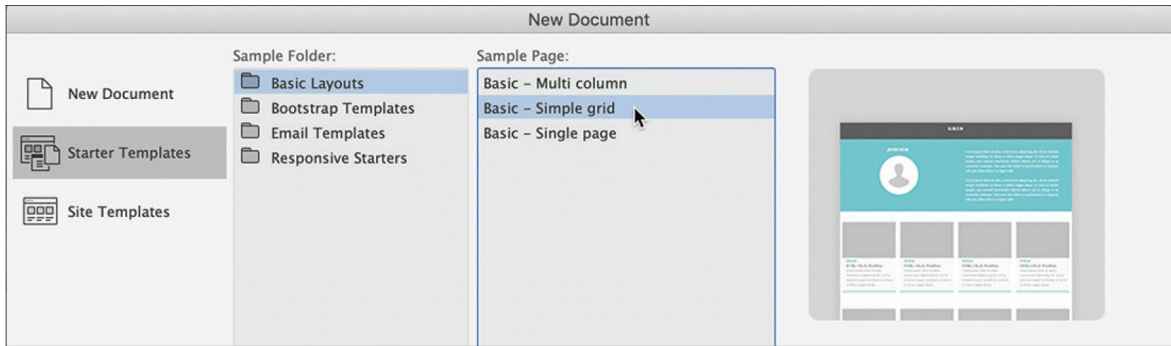 New Document
Sample Folder:
Sample Page:
New Document
Starter Templates
Site Templates
Basic Layouts
Bootstrap Templates
Email Templates
Responsive Starters
Basic – Multi column
Basic – Simple grid
Basic – Single page